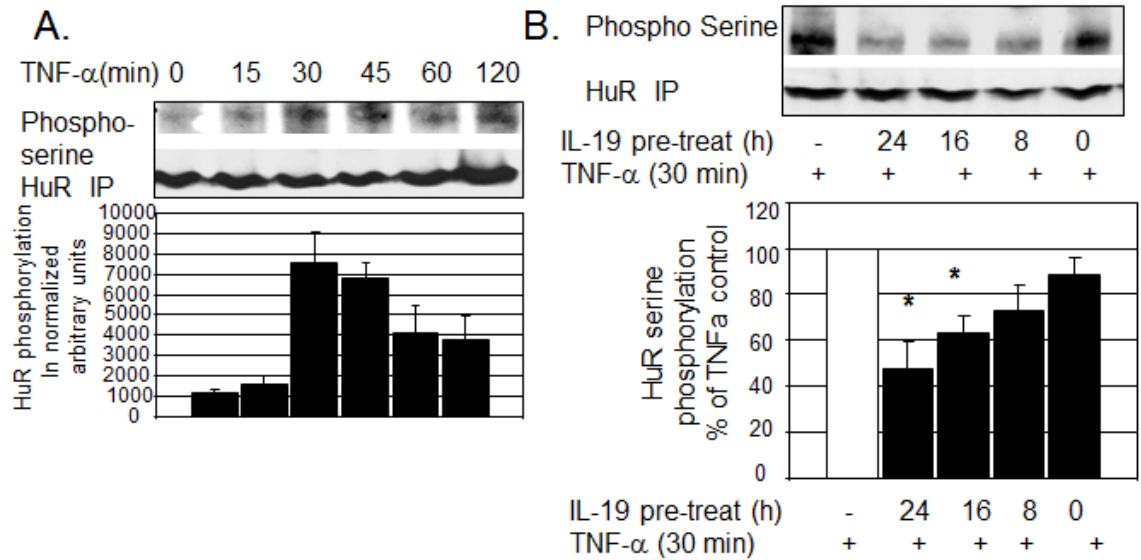 A.
TNF-α(min) 0 15 30 45 60 120
Phospho-
serine
HuR IP
HuR phosphorylation
In normalized
arbitrary units
10000
9000
8000
7000
6000
5000
4000
3000
2000
1000
0
B.
Phospho Serine
HuR IP
IL-19 pre-treat (h) - 24 16 8 0
TNF-α (30 min) + + + + +
HuR serine
phosphorylation
% of TNFa control
120
100
80
60
40
20
0
* *
IL-19 pre-treat (h) - 24 16 8 0
TNF-α (30 min) + + + + +